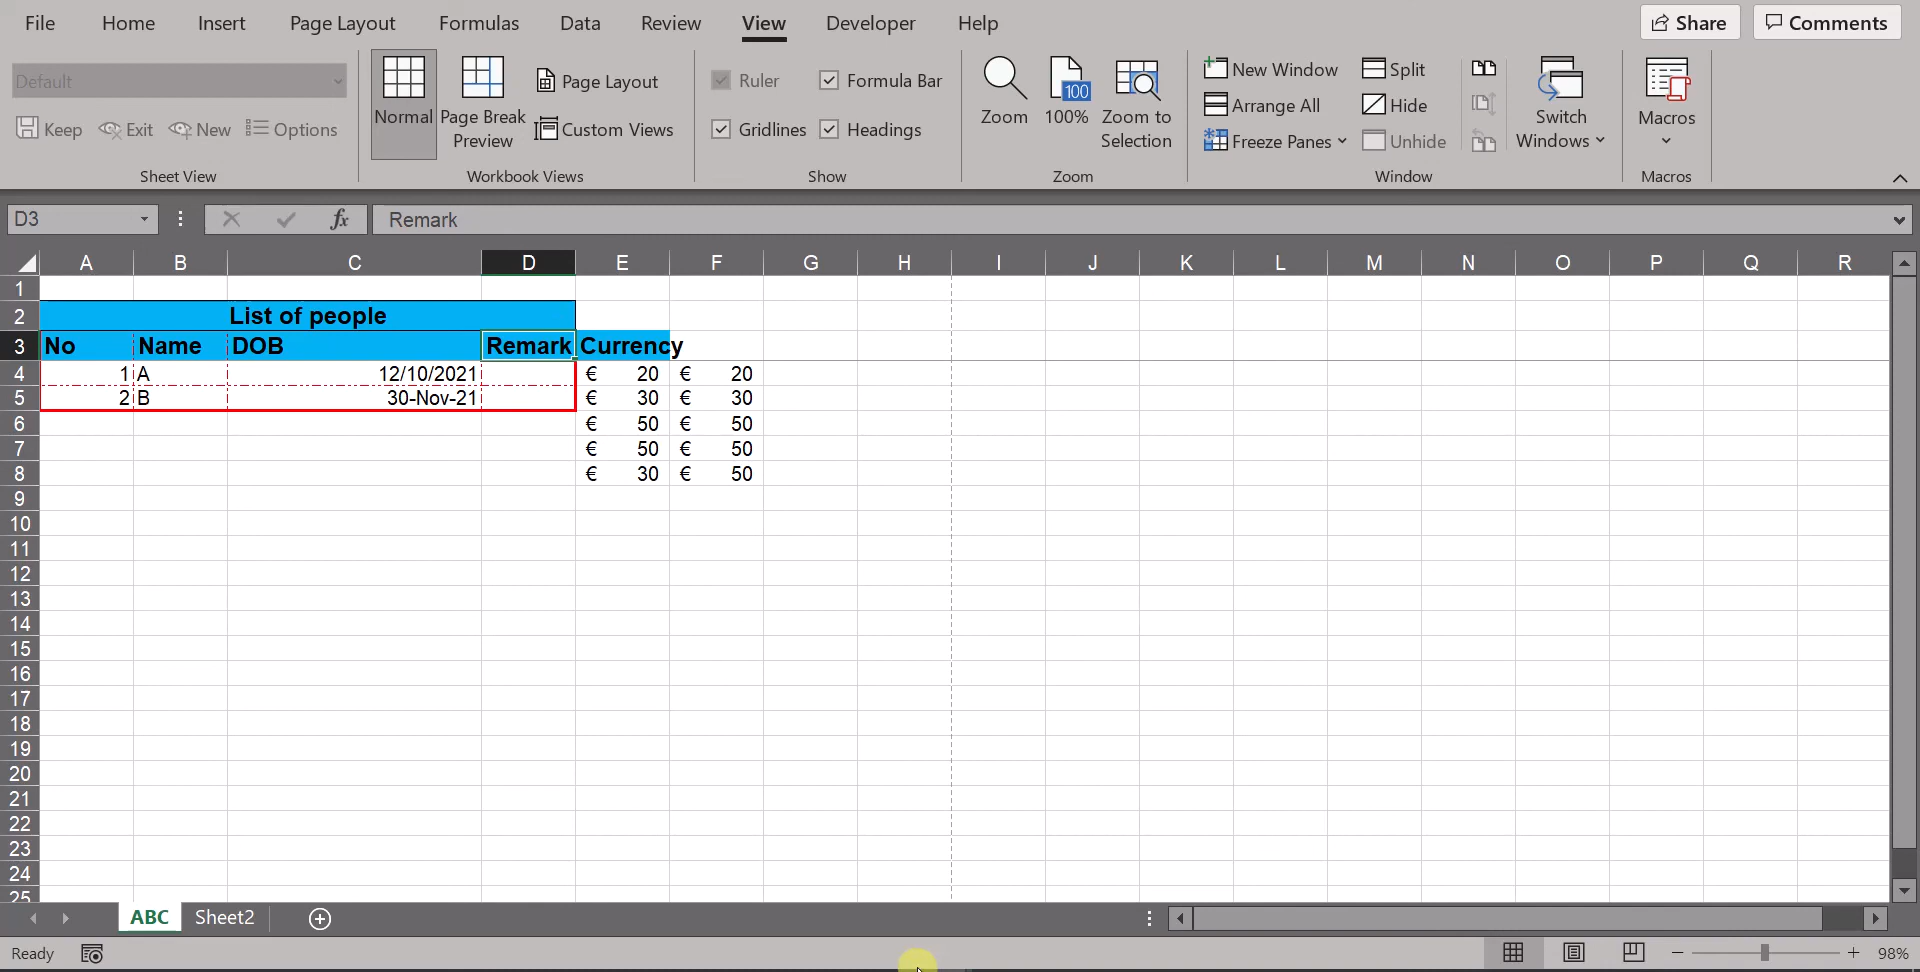 File Home Insert Page Layout Formulas Data Review View Developer Help Share Comments
Default
Keep Exit New Options
Sheet View
Normal
Page Break
Preview
Page Layout
Custom Views
Workbook Views
Ruler Formula Bar
Gridlines Headings
Show
Zoom
100
100%
Zoom to
Selection
Zoom
New Window
Arrange All
Freeze Panes
Split
Hide
Unhide
Window
Switch
Windows
Macros
Macros
D3 fx Remark
A B C D E F G H I J K L M N O P Q R
1
2 List of people
3 No Name DOB Remark Currency
4 1 A 12/10/2021 € 20 € 20
5 2 B 30-Nov-21 € 30 € 30
6 € 50 € 50
7 € 50 € 50
8 € 30 € 50
9
10
11
12
13
14
15
16
17
18
19
20
21
22
23
24
25
ABC Sheet2
Ready 98%